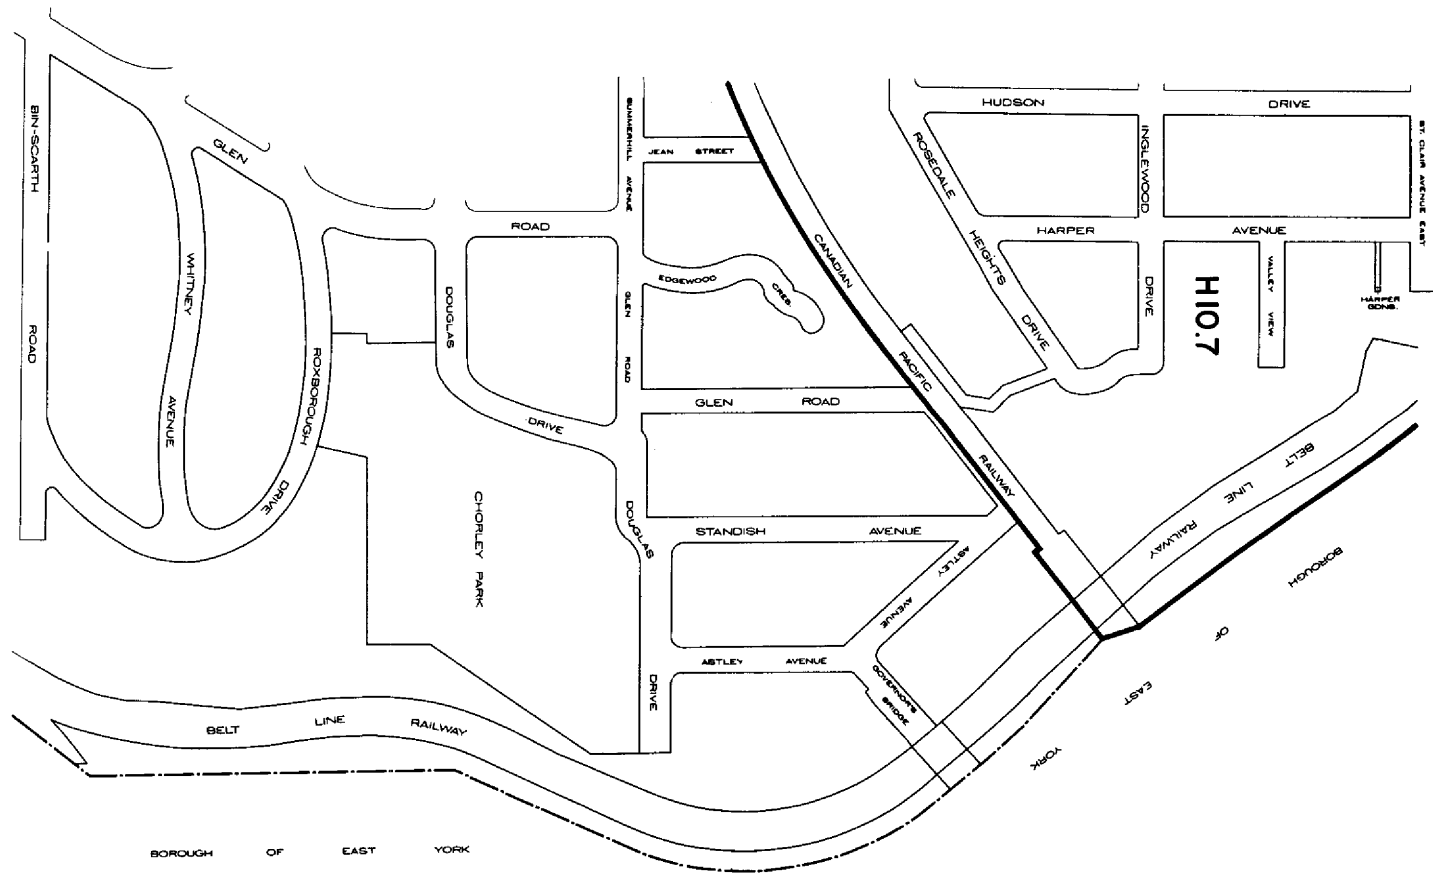 BIN-SCARTH
ROAD
WHITNEY
AVENUE
GLEN
ROAD
ROXBOROUGH
DRIVE
DOUGLAS
DRIVE
DOUGLAS
DRIVE
CHORLEY PARK
SUMMERHILL AVENUE
GLEN ROAD
JEAN STREET
EDGEWOOD
CRES.
GLEN ROAD
STANDISH AVENUE
ASTLEY
AVENUE
ASTLEY AVENUE
GOVERNOR'S
BRIDGE
CANADIAN
PACIFIC
RAILWAY
HUDSON DRIVE
ROSEDALE
HEIGHTS
DRIVE
INGLEWOOD
DRIVE
HARPER AVENUE
ST. CLAIR AVENUE EAST
VALLEY VIEW
HARPER
GDNS.
H10.7
BELT
LINE
RAILWAY
BELT LINE RAILWAY
BOROUGH
OF
EAST
YORK
BOROUGH OF EAST YORK